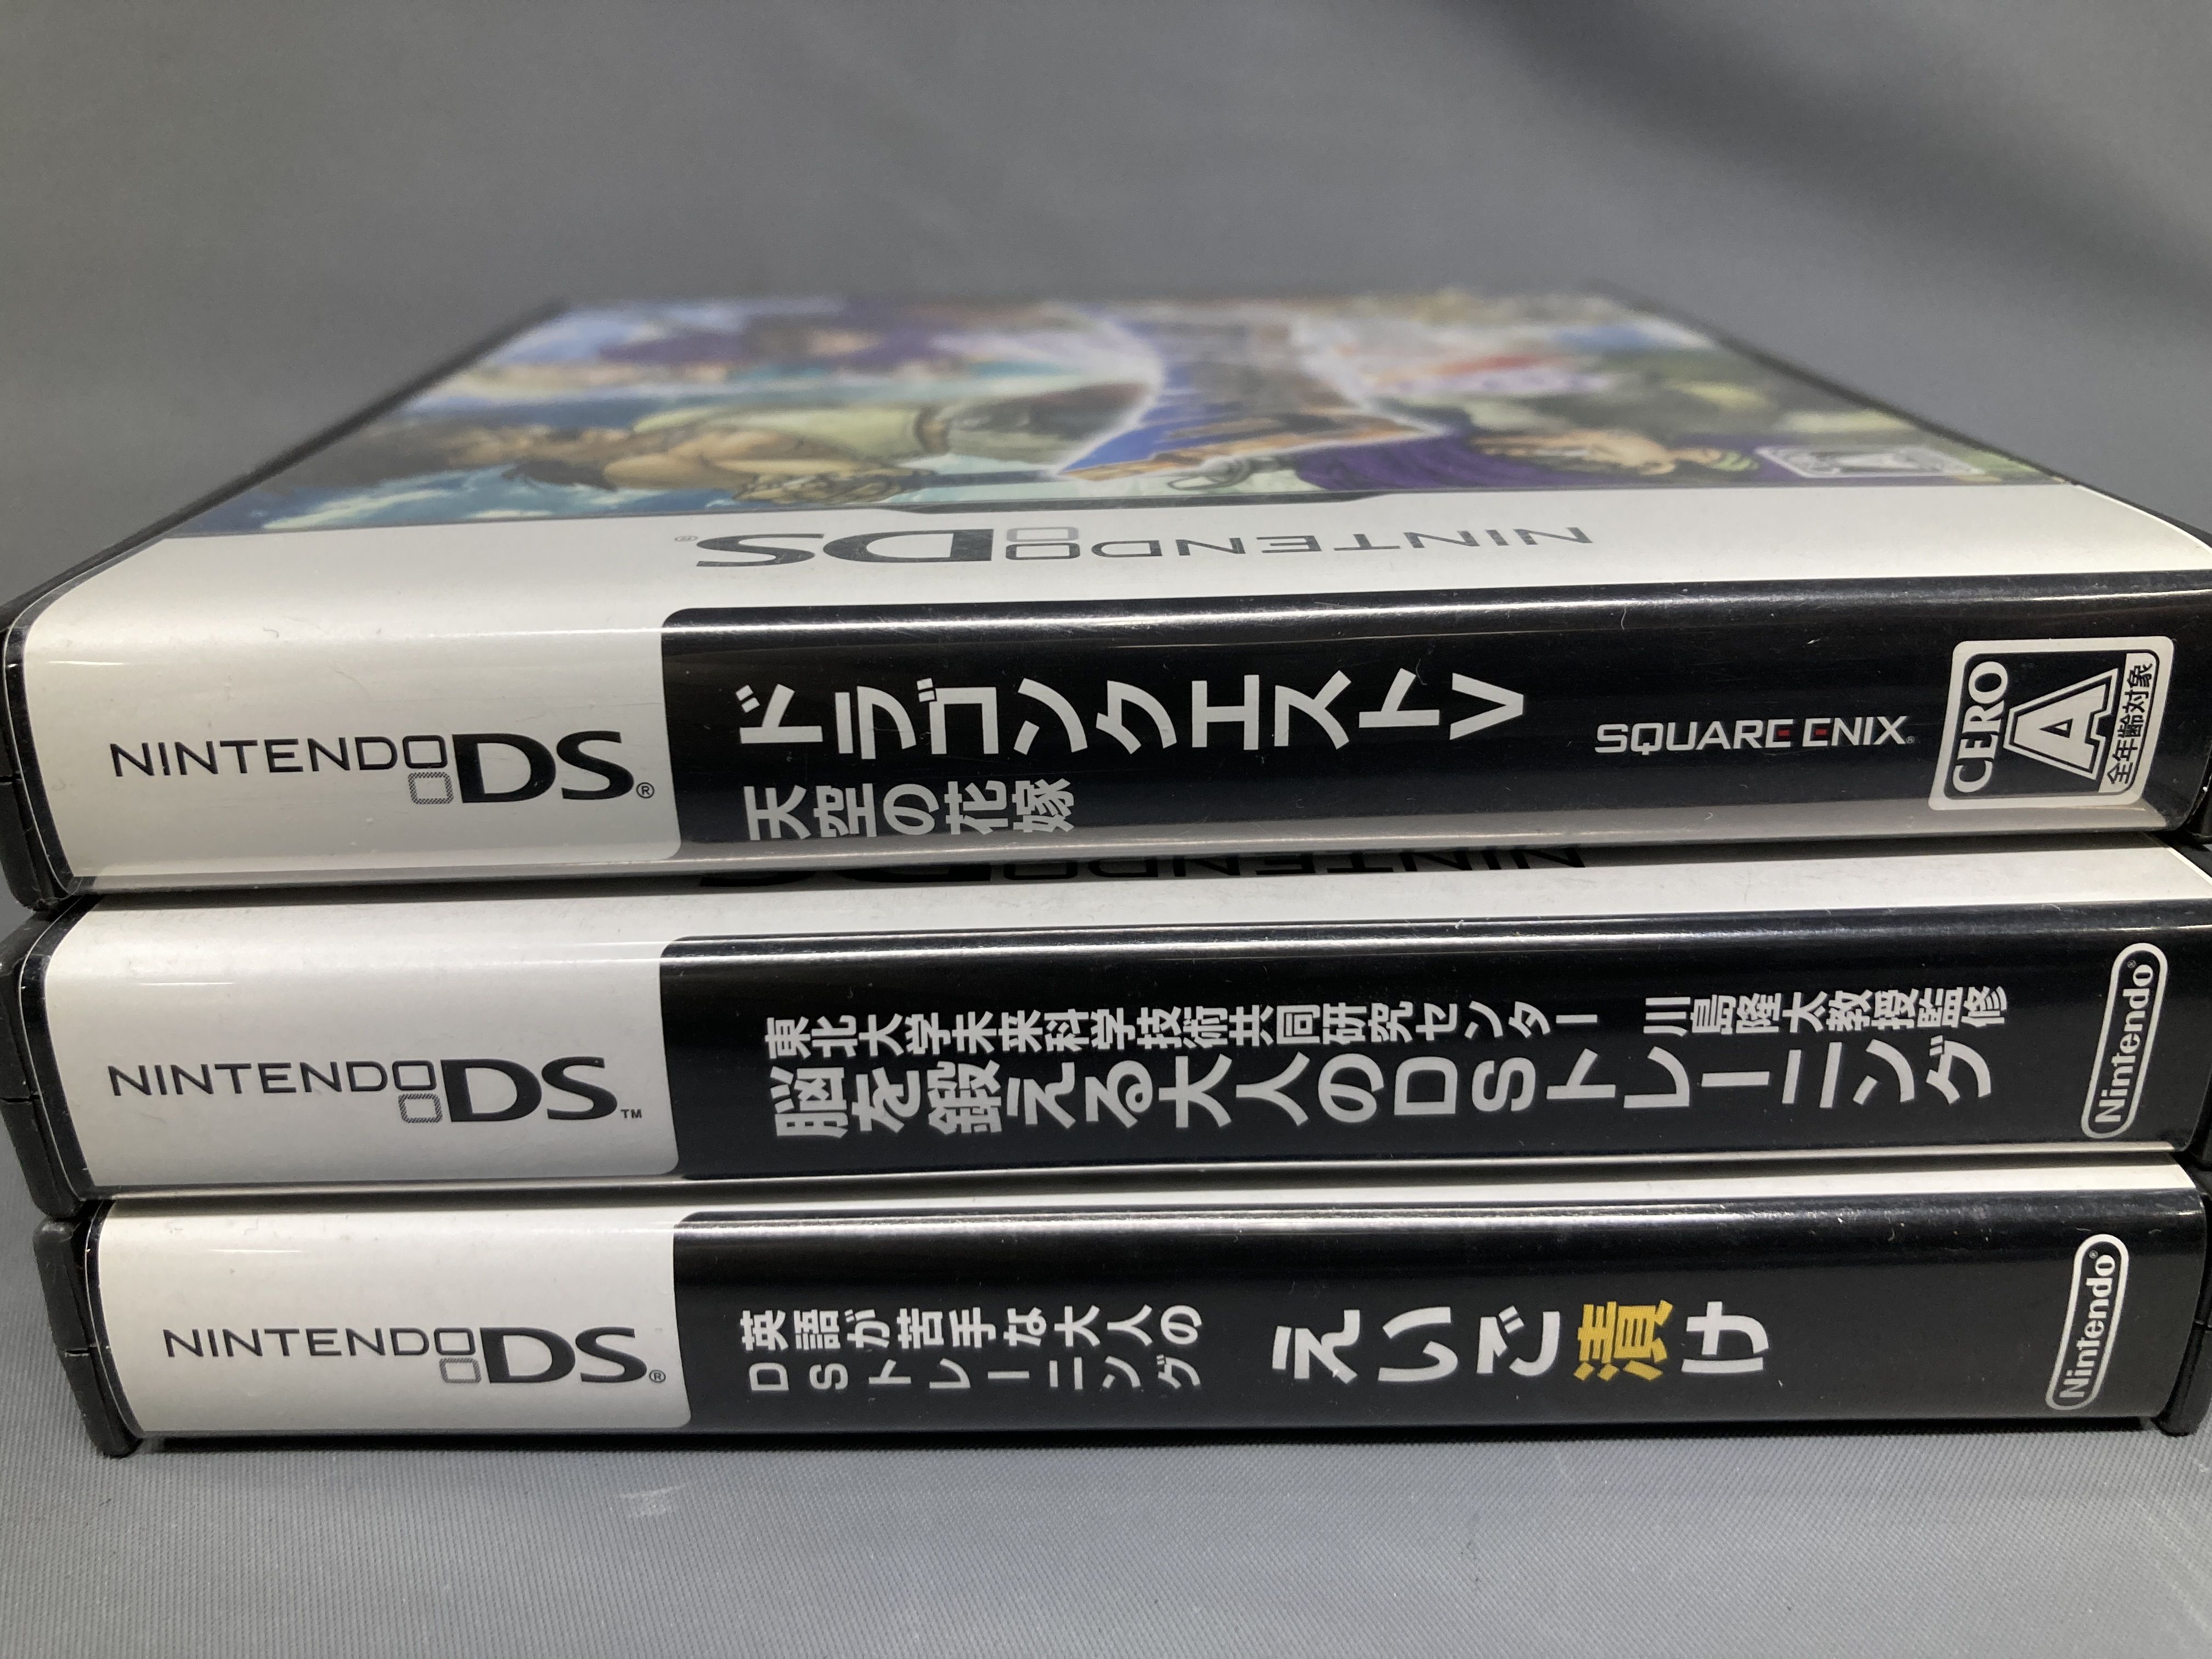 NINTENDO DS®
NINTENDO DS®
ドラゴンクエストV
天空の花嫁
SQUARE ENIX®
CERO
A
全年齢対象
NINTENDO DS
NINTENDO DS™
東北大学未来科学技術共同研究センター 川島隆太教授監修
脳を鍛える大人のDSトレーニング
Nintendo®
NINTENDO DS®
英語が苦手な大人の
DSトレーニング
えいご漬け
Nintendo®